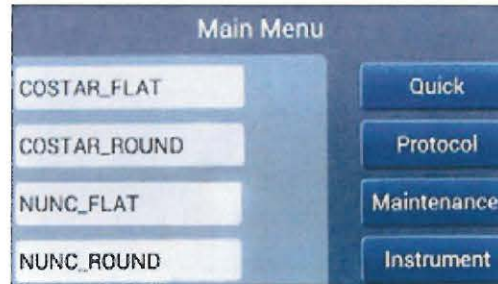 Main Menu
COSTAR_FLAT
Quick
COSTAR_ROUND
Protocol
NUNC_FLAT
Maintenance
NUNC_ROUND
Instrument